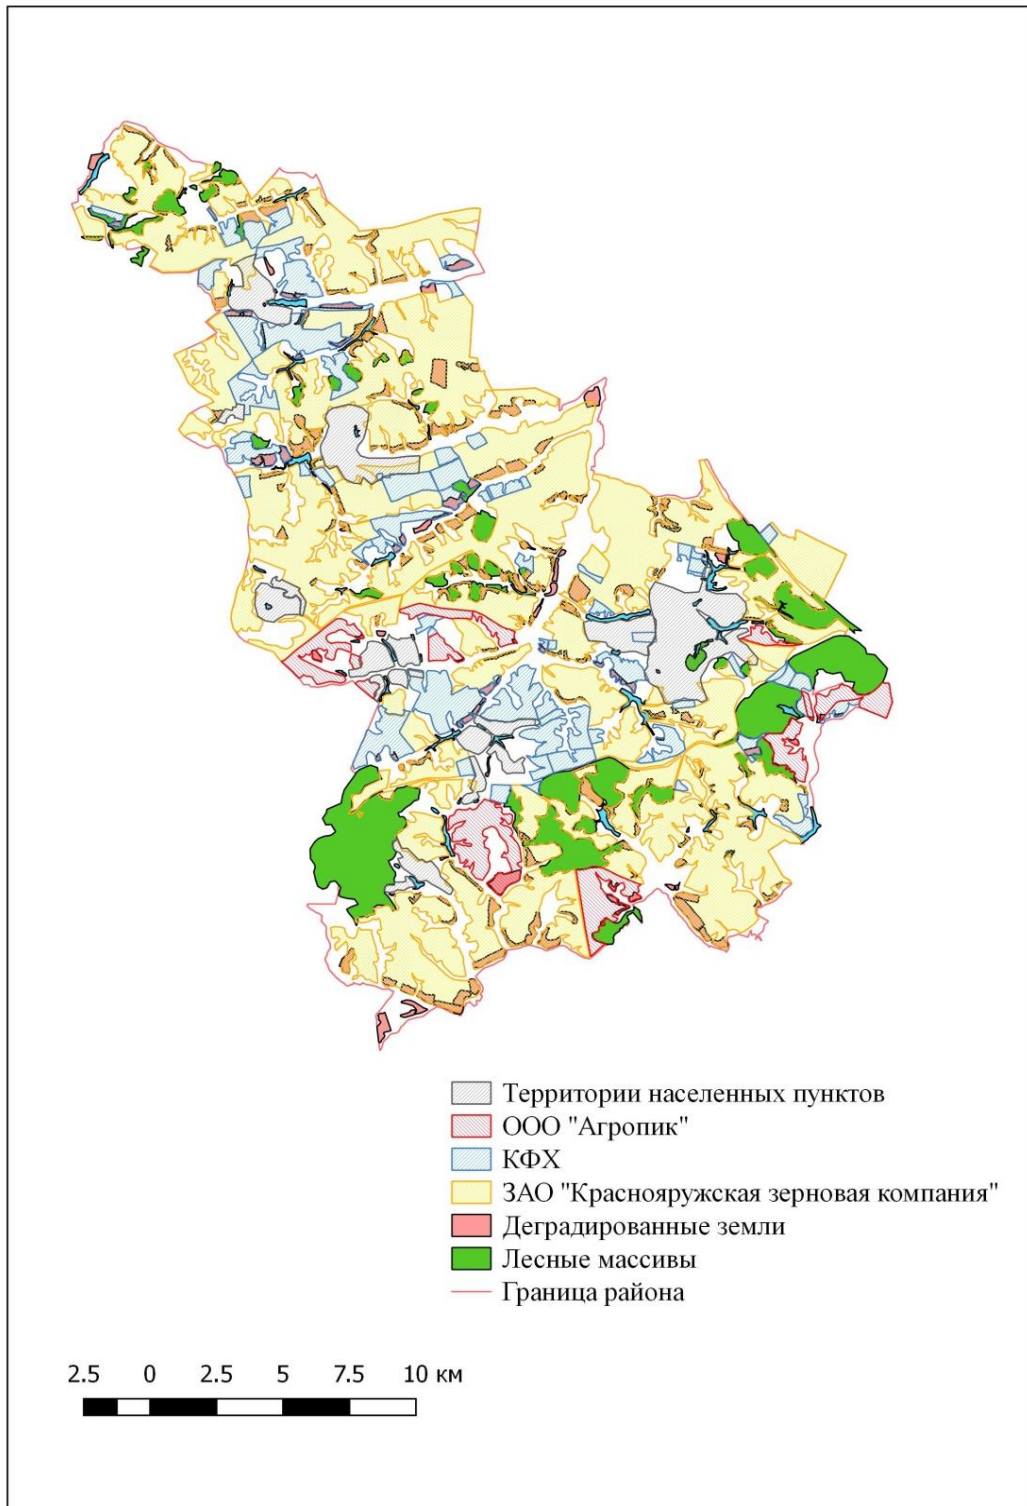 Территории населенных пунктов
ООО "Агропик"
КФХ
ЗАО "Краснояружская зерновая компания"
Деградированные земли
Лесные массивы
Граница района
2.5 0 2.5 5 7.5 10 км